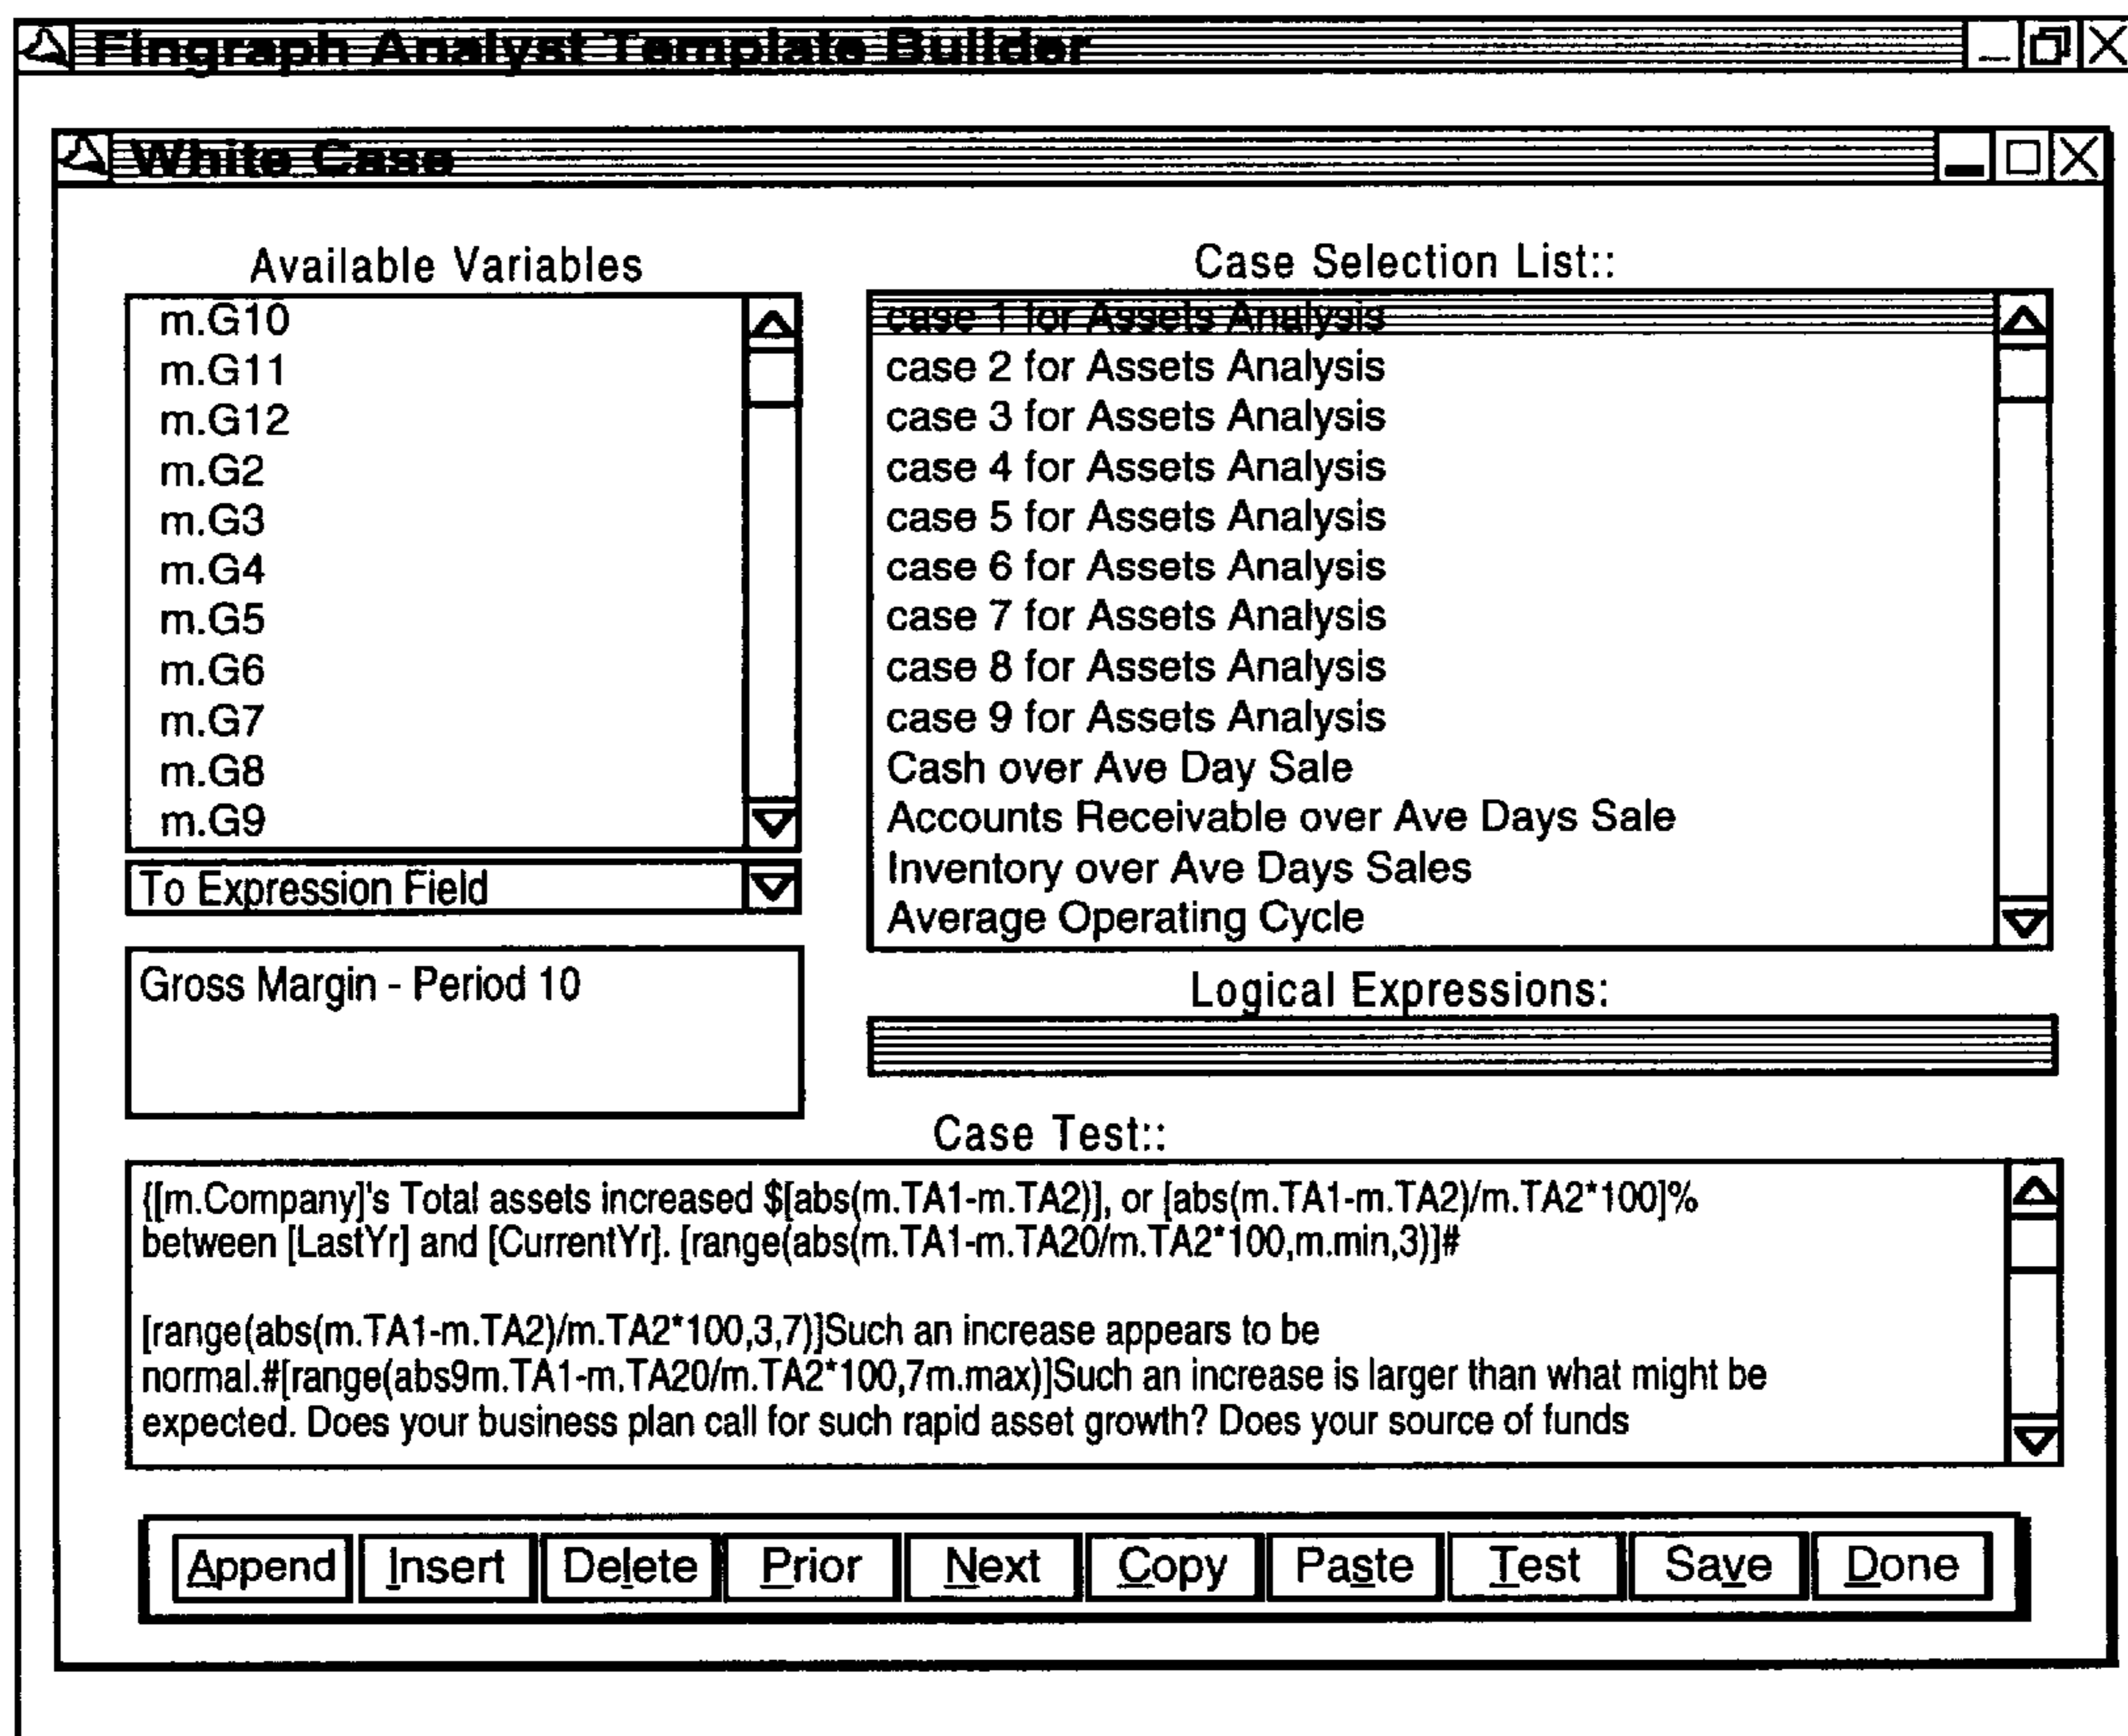 Fingraph Analyst Template Builder
White Case
Available Variables
m.G10
m.G11
m.G12
m.G2
m.G3
m.G4
m.G5
m.G6
m.G7
m.G8
m.G9
To Expression Field
Gross Margin - Period 10
Case Selection List::
case 1 for Assets Analysis
case 2 for Assets Analysis
case 3 for Assets Analysis
case 4 for Assets Analysis
case 5 for Assets Analysis
case 6 for Assets Analysis
case 7 for Assets Analysis
case 8 for Assets Analysis
case 9 for Assets Analysis
Cash over Ave Day Sale
Accounts Receivable over Ave Days Sale
Inventory over Ave Days Sales
Average Operating Cycle
Logical Expressions:
Case Test::
{[m.Company]'s Total assets increased $[abs(m.TA1-m.TA2)], or [abs(m.TA1-m.TA2)/m.TA2*100]%
between [LastYr] and [CurrentYr]. [range(abs(m.TA1-m.TA20/m.TA2*100,m.min,3)]#
[range(abs(m.TA1-m.TA2)/m.TA2*100,3,7)]Such an increase appears to be
normal.#[range(abs9m.TA1-m.TA20/m.TA2*100,7m.max)]Such an increase is larger than what might be
expected. Does your business plan call for such rapid asset growth? Does your source of funds
Append Insert Delete Prior Next Copy Paste Test Save Done